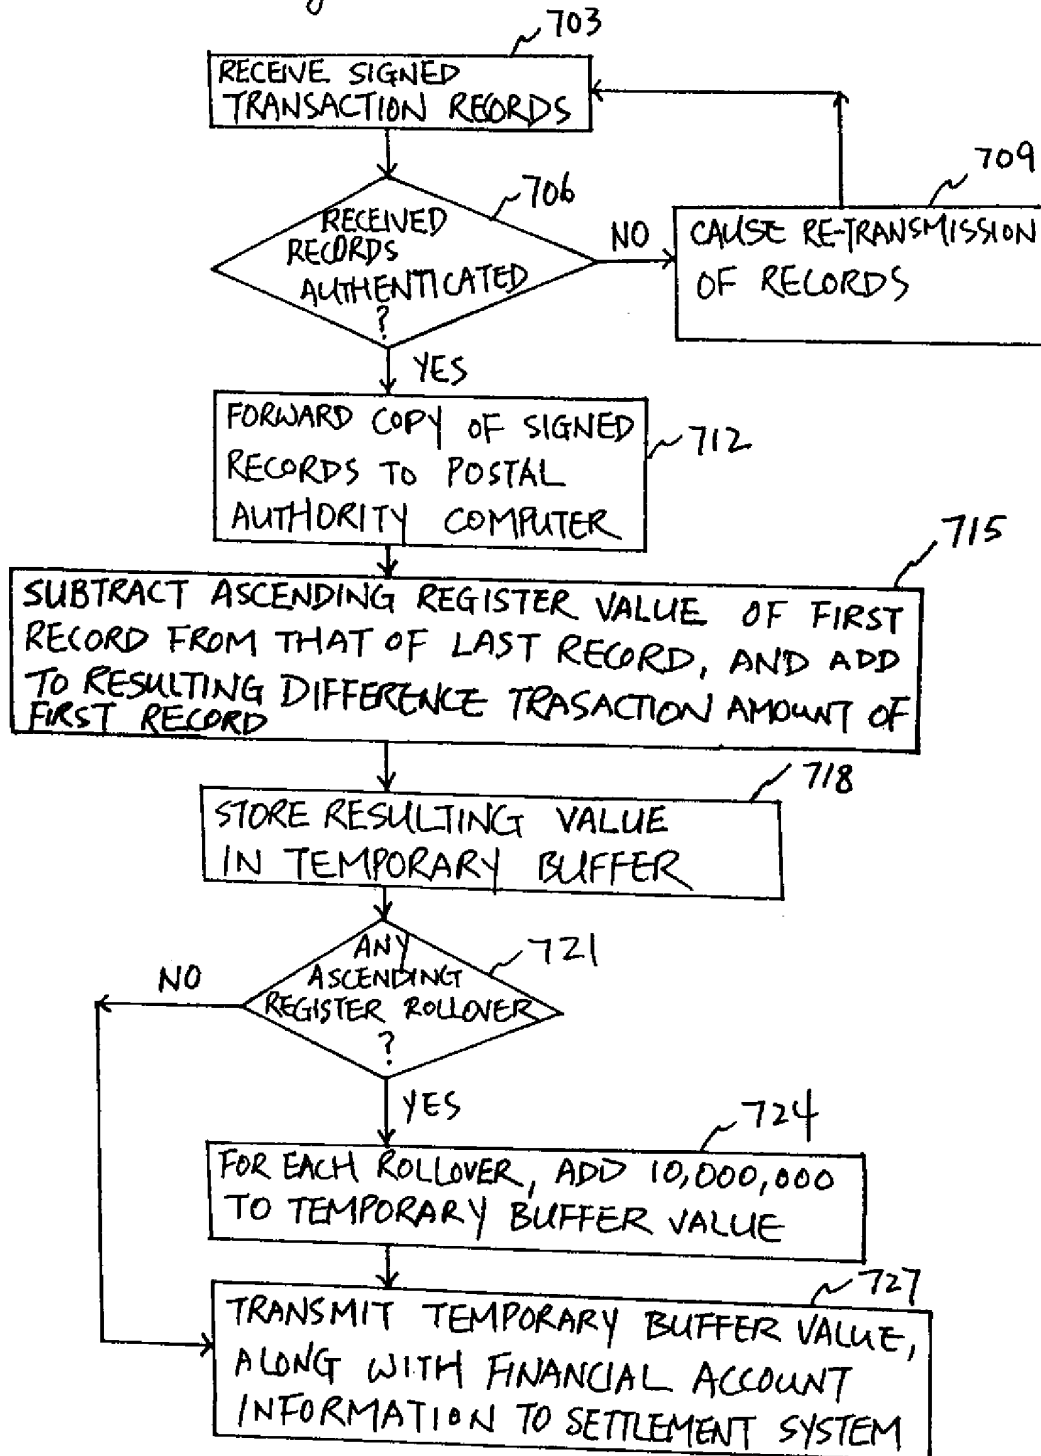 703
RECEIVE SIGNED
TRANSACTION RECORDS
706
RECEIVED
RECORDS
AUTHENTICATED
?
NO
709
CAUSE RE-TRANSMISSION
OF RECORDS
YES
FORWARD COPY OF SIGNED
RECORDS TO POSTAL
AUTHORITY COMPUTER
712
715
SUBTRACT ASCENDING REGISTER VALUE OF FIRST
RECORD FROM THAT OF LAST RECORD, AND ADD
TO RESULTING DIFFERENCE TRASACTION AMOUNT OF
FIRST RECORD
718
STORE RESULTING VALUE
IN TEMPORARY BUFFER
721
ANY
ASCENDING
REGISTER ROLLOVER
?
NO
YES
724
FOR EACH ROLLOVER, ADD 10,000,000
TO TEMPORARY BUFFER VALUE
727
TRANSMIT TEMPORARY BUFFER VALUE,
ALONG WITH FINANCIAL ACCOUNT
INFORMATION TO SETTLEMENT SYSTEM